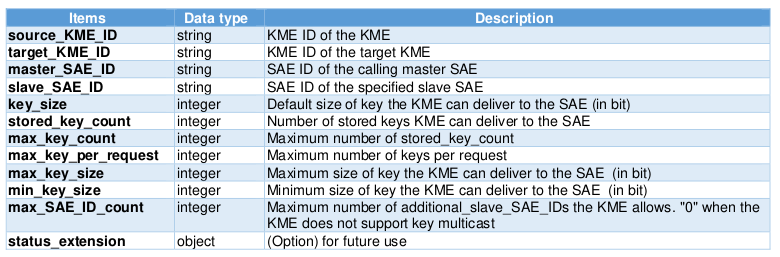 Items Data type Description
source_KME_ID string KME ID of the KME
target_KME_ID string KME ID of the target KME
master_SAE_ID string SAE ID of the calling master SAE
slave_SAE_ID string SAE ID of the specified slave SAE
key_size integer Default size of key the KME can deliver to the SAE (in bit)
stored_key_count integer Number of stored keys KME can deliver to the SAE
max_key_count integer Maximum number of stored_key_count
max_key_per_request integer Maximum number of keys per request
max_key_size integer Maximum size of key the KME can deliver to the SAE (in bit)
min_key_size integer Minimum size of key the KME can deliver to the SAE (in bit)
max_SAE_ID_count integer Maximum number of additional_slave_SAE_IDs the KME allows. "0" when the
KME does not support key multicast
status_extension object (Option) for future use